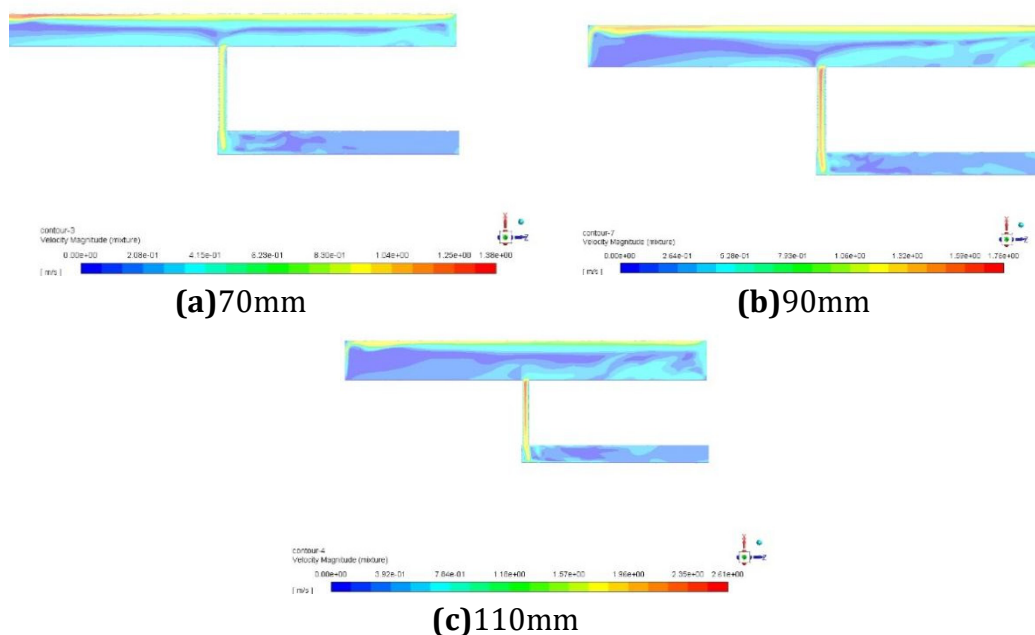 contour-3
Velocity Magnitude (mixture)
0.00e+00 2.08e-01 4.15e-01 6.23e-01 8.30e-01 1.04e+00 1.25e+00 1.38e+00
[ m/s ]
(a)70mm
contour-7
Velocity Magnitude (mixture)
0.00e+00 2.64e-01 5.28e-01 7.93e-01 1.06e+00 1.32e+00 1.59e+00 1.76e+00
[ m/s ]
(b)90mm
contour-4
Velocity Magnitude (mixture)
0.00e+00 3.92e-01 7.84e-01 1.18e+00 1.57e+00 1.96e+00 2.35e+00 2.61e+00
[ m/s ]
(c)110mm